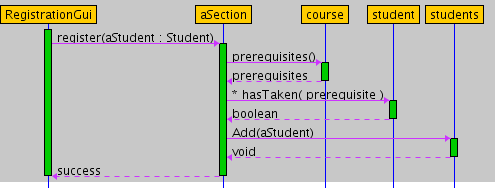 RegistrationGui aSection course student students
register(aStudent : Student)
prerequisites()
prerequisites
* hasTaken( prerequisite )
boolean
Add(aStudent)
void
success